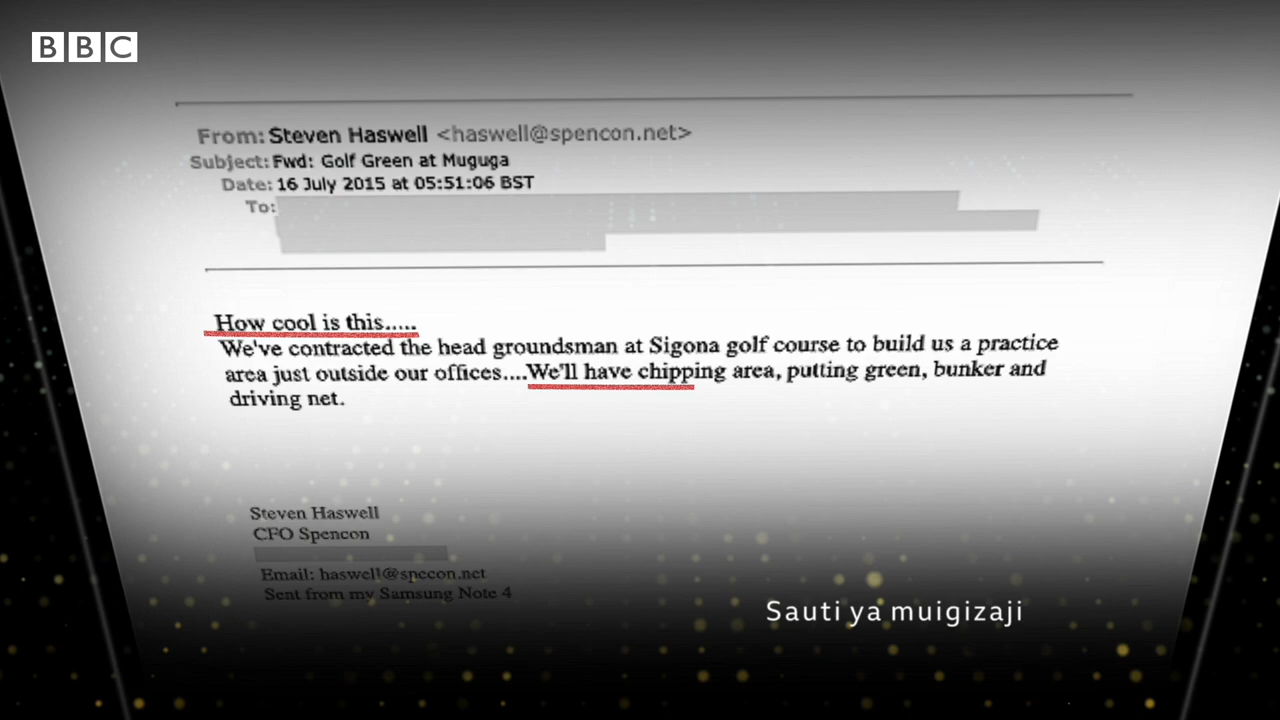 BBC
From: Steven Haswell <haswell@spencon.net>
Subject: Fwd: Golf Green at Muguga
Date: 16 July 2015 at 05:51:06 BST
To:
How cool is this.....
We've contracted the head groundsman at Sigona golf course to build us a practice
area just outside our offices....We'll have chipping area, putting green, bunker and
driving net.
Steven Haswell
CFO Spencon
Email: haswell@spencon.net
Sent from my Samsung Note 4
Sauti ya muigizaji